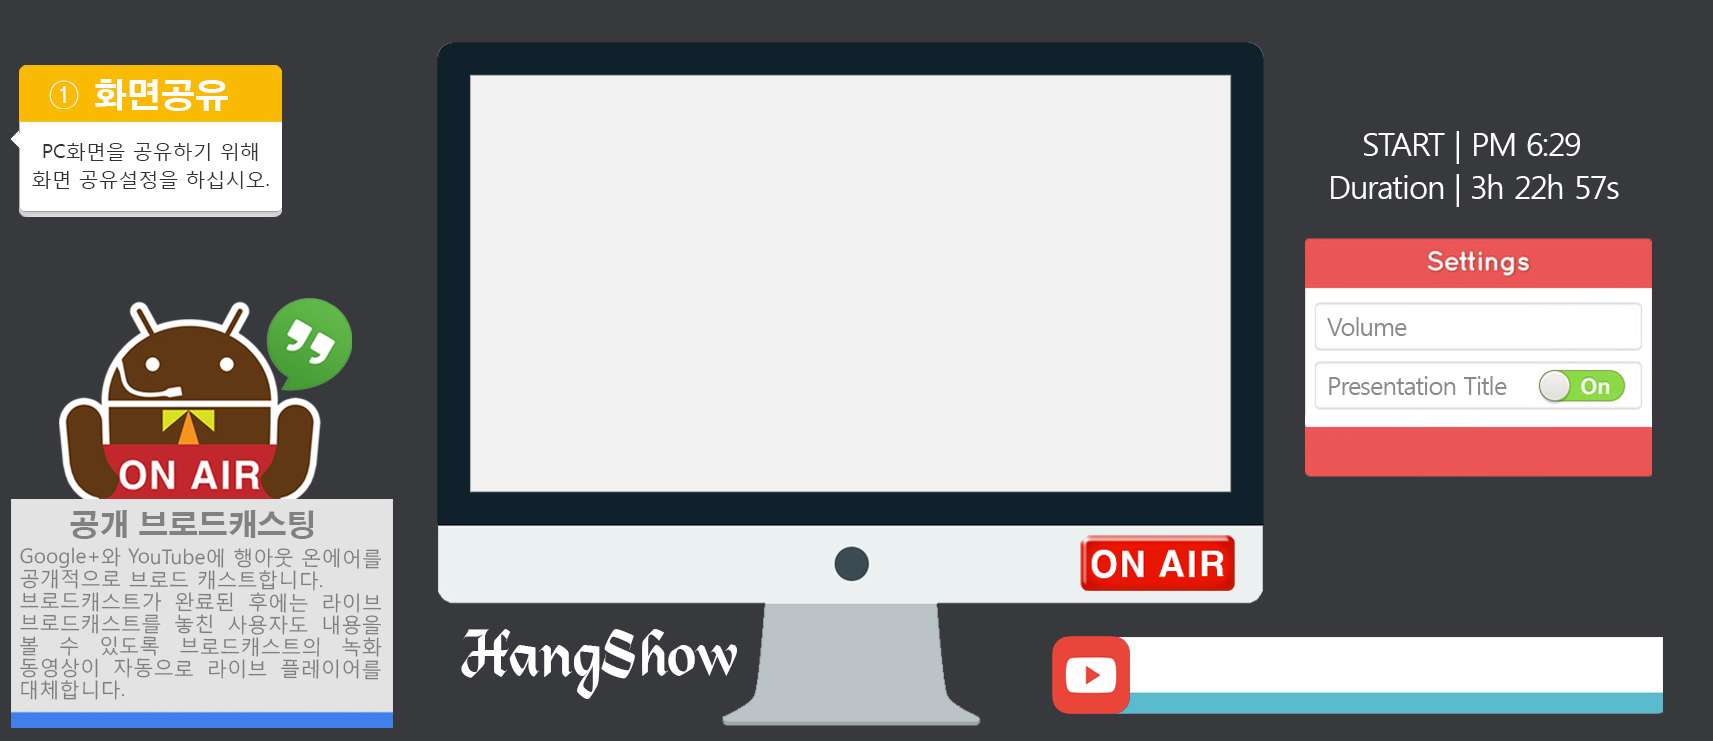 ① 화면공유
PC화면을 공유하기 위해
화면 공유설정을 하십시오.
ON AIR
공개 브로드캐스팅
Google+와 YouTube에 행아웃 온에어를
공개적으로 브로드 캐스트합니다.
브로드캐스트가 완료된 후에는 라이브
브로드캐스트를 놓친 사용자도 내용을
볼 수 있도록 브로드캐스트의 녹화
동영상이 자동으로 라이브 플레이어를
대체합니다.
ON AIR
HangShow
START | PM 6:29
Duration | 3h 22h 57s
Settings
Volume
Presentation Title On